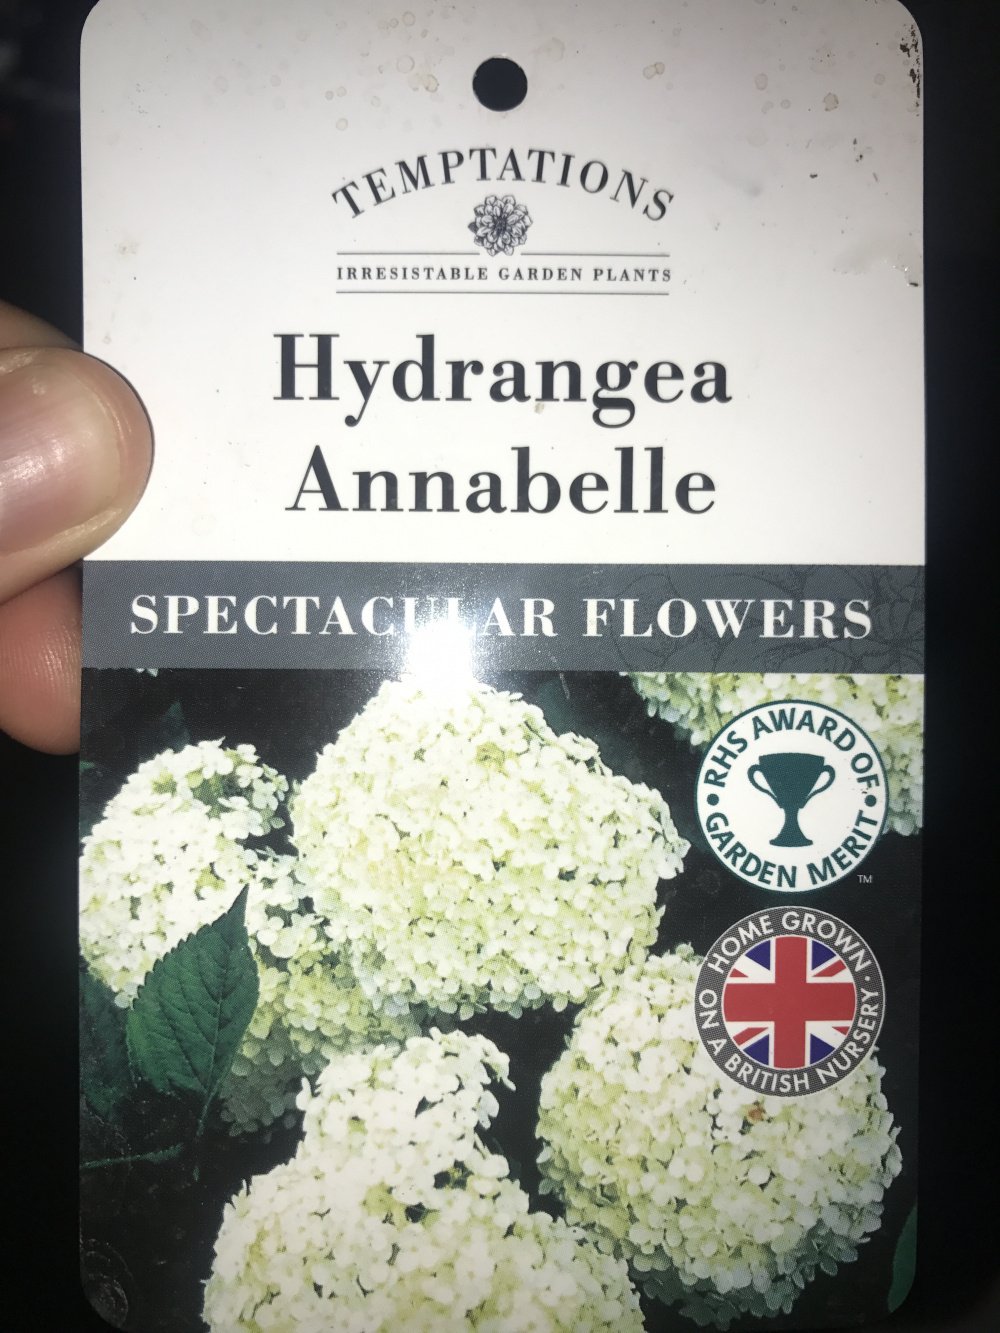 TEMPTATIONS
IRRESISTABLE GARDEN PLANTS
Hydrangea
Annabelle
SPECTACULAR FLOWERS
RHS AWARD OF
GARDEN MERIT
TM
HOME GROWN
ON A BRITISH NURSERY